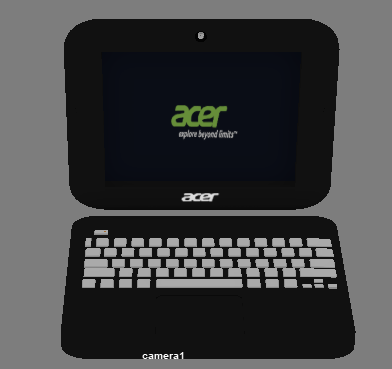 acer
explore beyond limits™
acer
camera1